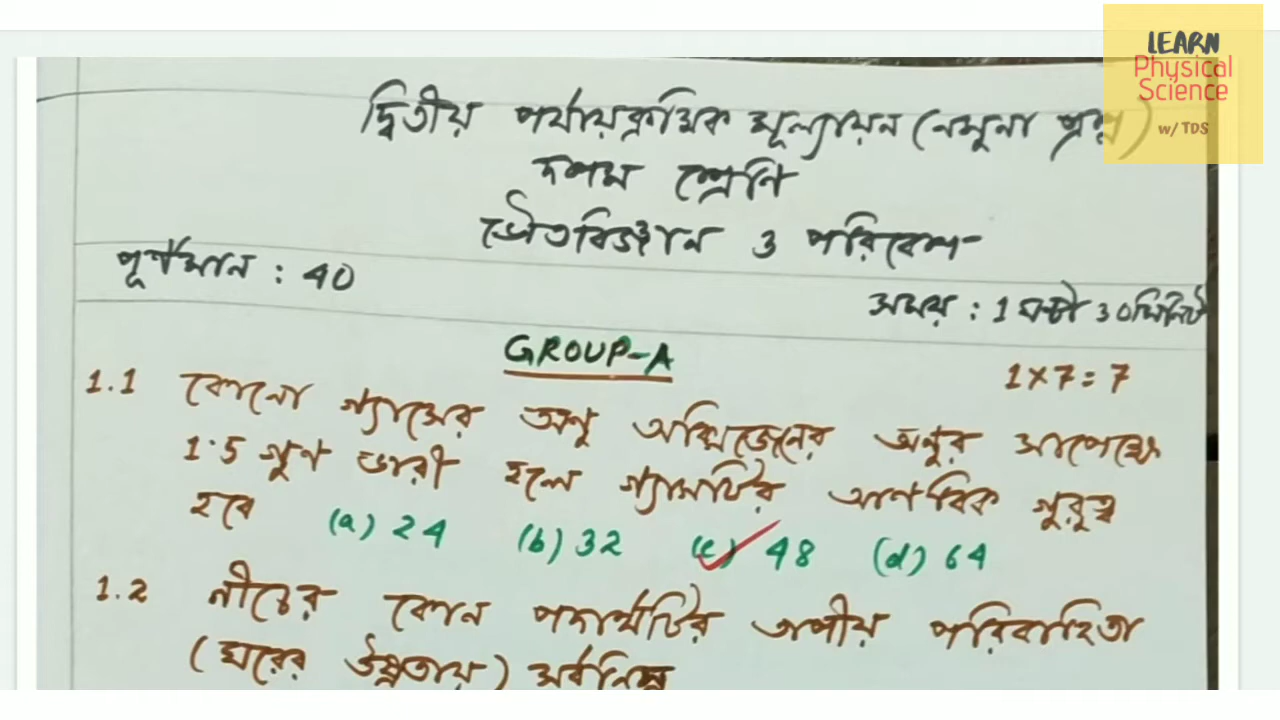 LEARN
Physical
Science
w/ TDS
দ্বিতীয় পর্যায়ক্রমিক মূল্যায়ন (নমুনা প্রশ্ন)
দশম শ্রেণি
ভৌতবিজ্ঞান ও পরিবেশ
পূর্ণমান : 40
সময় : 1 ঘন্টা 30 মিনিট
GROUP-A
1×7=7
1.1 কোনো গ্যাসের অণু অক্সিজেনের অনুর সাপেক্ষে
1.5 গুণ ভারী হলে গ্যাসটির আণবিক গুরুত্ব
হবে (a) 24 (b) 32 (c) 48 (d) 64
1.2 নীচের কোন পদার্থটির তাপীয় পরিবাহিতা
(ঘরের উষ্ণতায়) সর্বনিম্ন